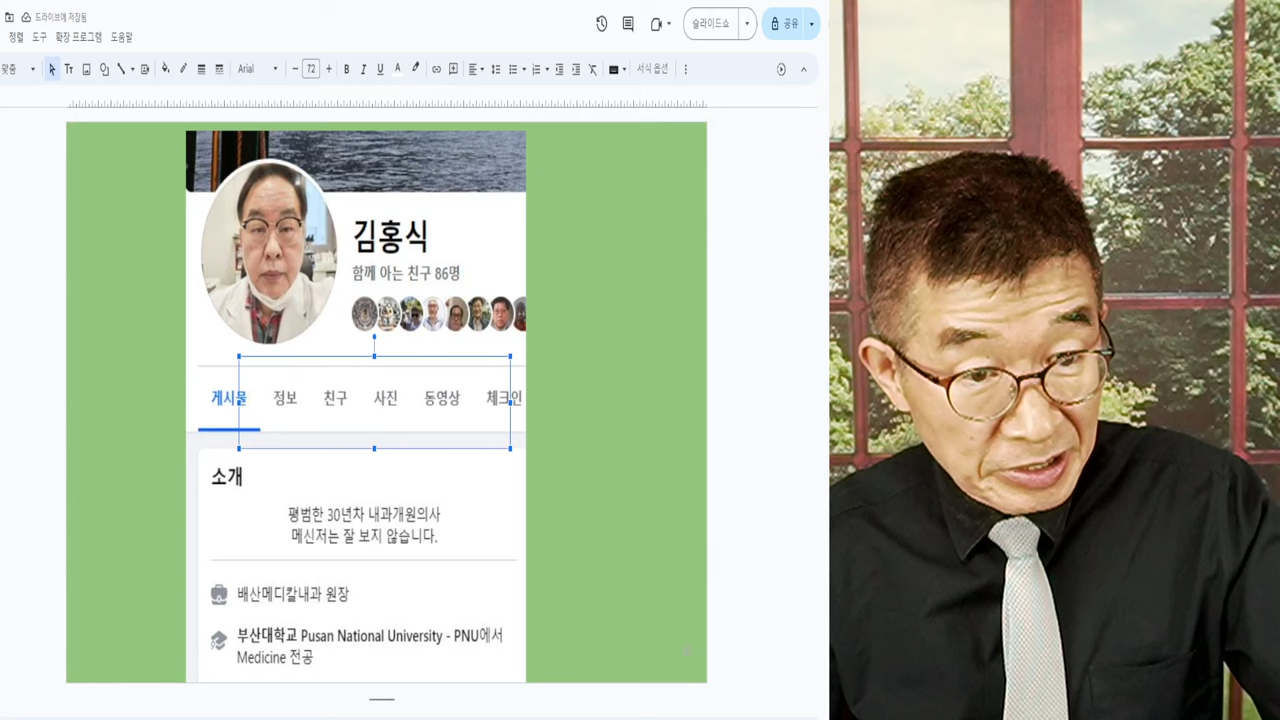 드라이브에 저장됨
정렬 도구 확장 프로그램 도움말
슬라이드쇼
공유
맞춤
Arial
72
서식 옵션
김홍식
함께 아는 친구 86명
게시물 정보 친구 사진 동영상 체크인
소개
평범한 30년차 내과개원의사
메신저는 잘 보지 않습니다.
배산메디칼내과 원장
부산대학교 Pusan National University - PNU에서
Medicine 전공